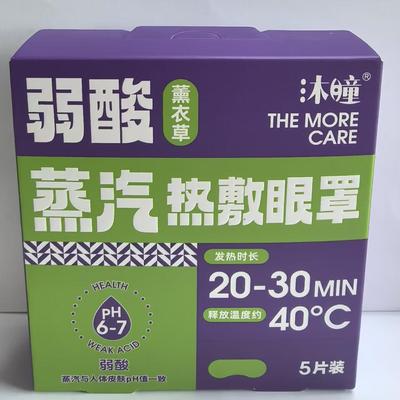 弱酸
薰衣草
沐瞳®
THE MORE
CARE
蒸汽热敷眼罩
发热时长
20-30MIN
释放温度约
40°C
HEALTH
PH
6-7
WEAK ACID
弱酸
蒸汽与人体皮肤pH值一致
5片装